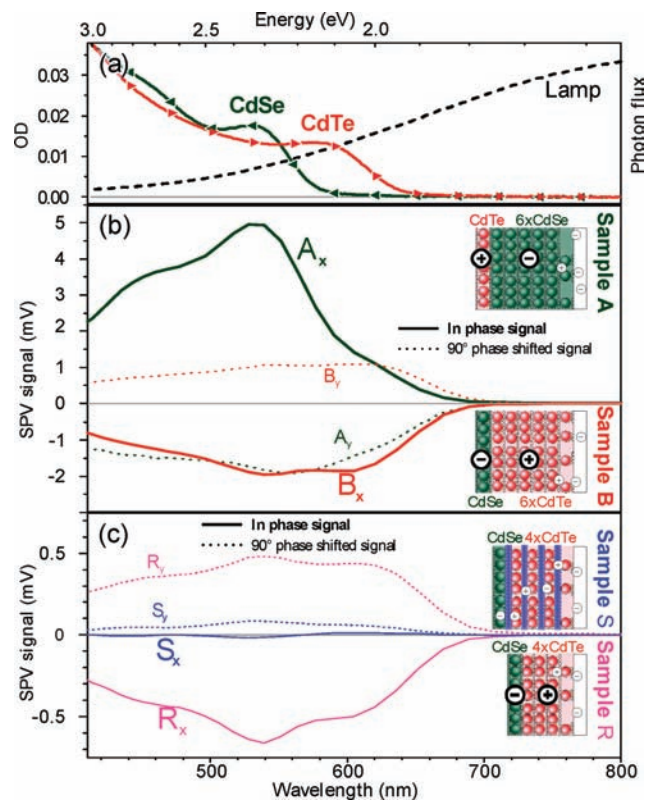 Energy (eV)
3.0 2.5 2.0
(a)
0.03
0.02
0.01
0.00
OD
CdSe
CdTe
Lamp
Photon flux
(b)
5
4
3
2
1
0
-1
-2
SPV signal (mV)
Ax
CdTe 6xCdSe
+ −
Sample A
In phase signal
90° phase shifted signal
By
Ay
Bx
− +
CdSe 6xCdTe
Sample B
(c)
In phase signal
90° phase shifted signal
0.5
0
-0.5
SPV signal (mV)
Ry
Sy
Sx
Rx
CdSe 4xCdTe
Sample S
CdSe 4xCdTe
− +
Sample R
500 600 700 800
Wavelength (nm)